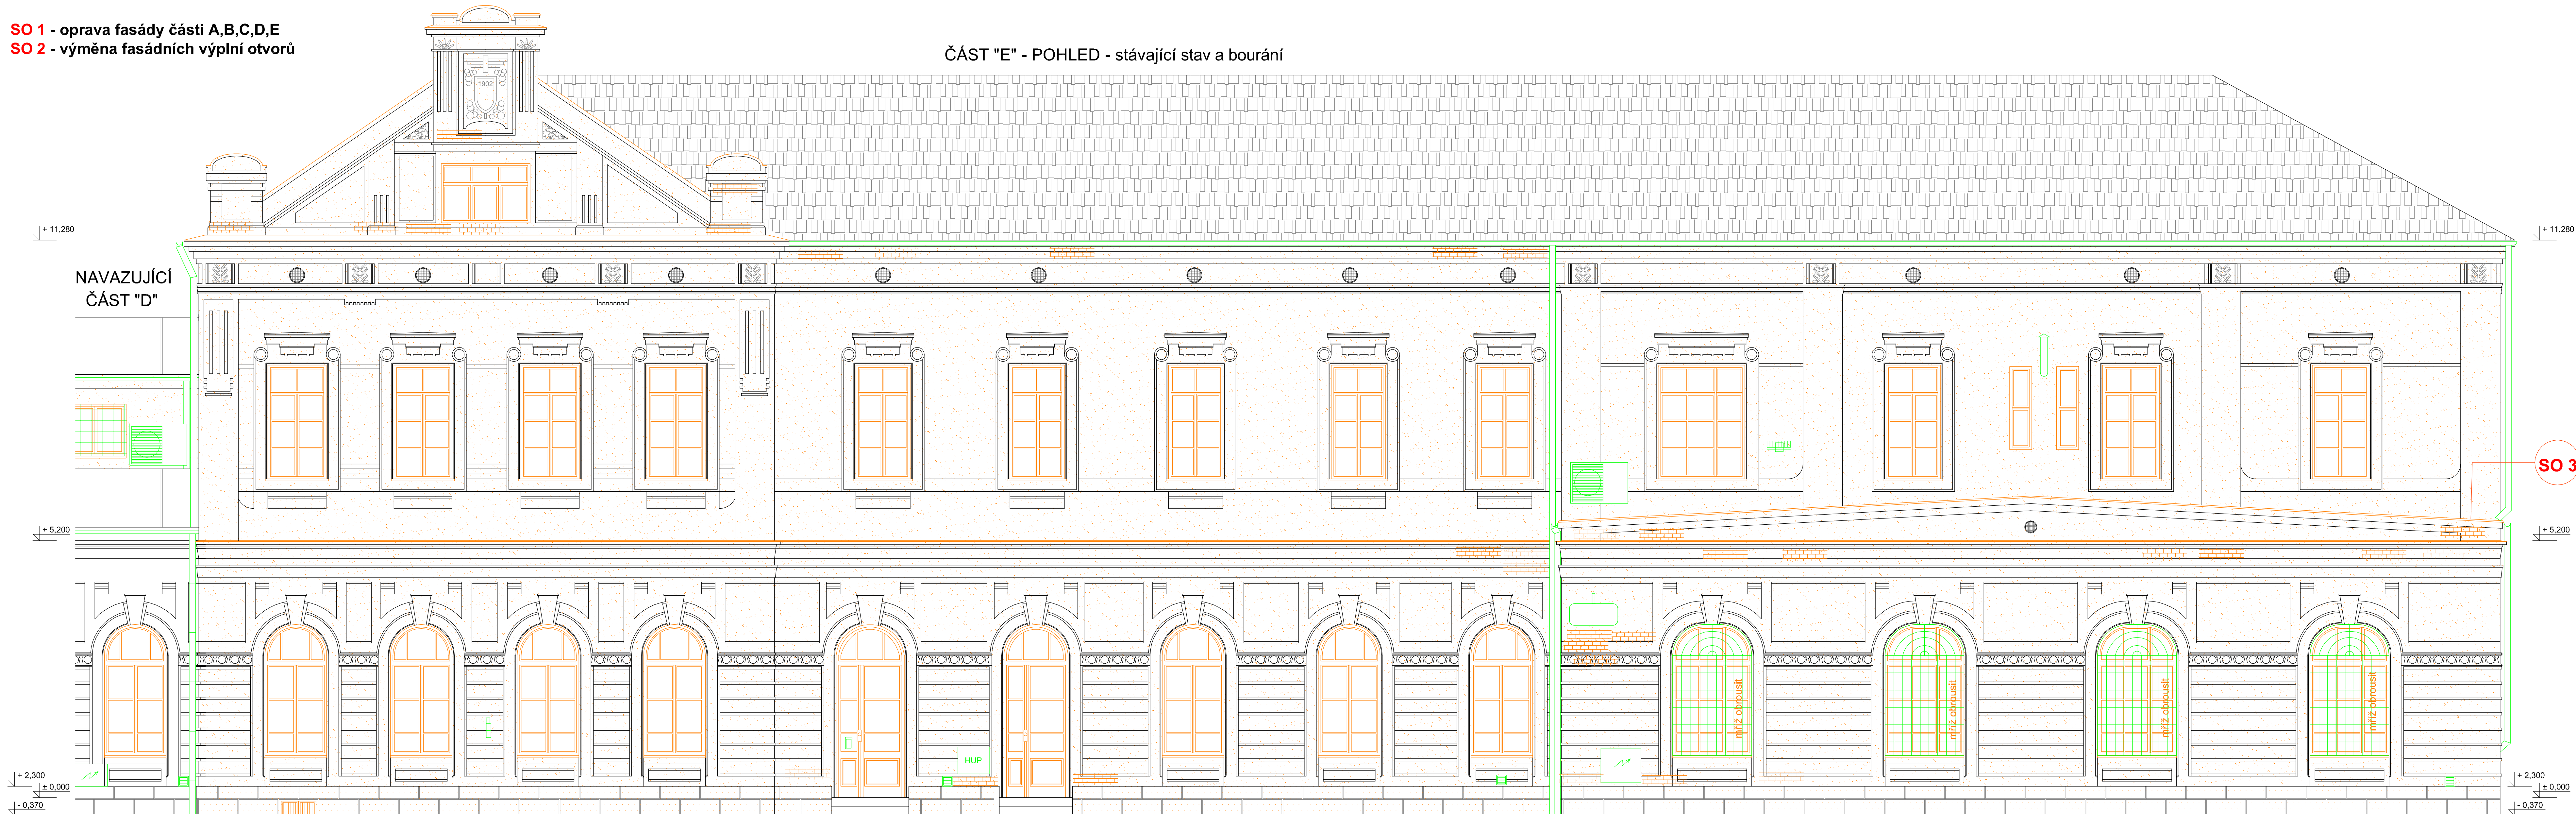 SO 1 - oprava fasády části A,B,C,D,E
SO 2 - výměna fasádních výplní otvorů
ČÁST "E" - POHLED - stávající stav a bourání
1902
+ 11,280
+ 11,280
NAVAZUJÍCÍ
ČÁST "D"
SO 3
+ 5,200
+ 5,200
mříž obrousit
mříž obrousit
mříž obrousit
mříž obrousit
HUP
+ 2,300
± 0,000
- 0,370
+ 2,300
± 0,000
- 0,370